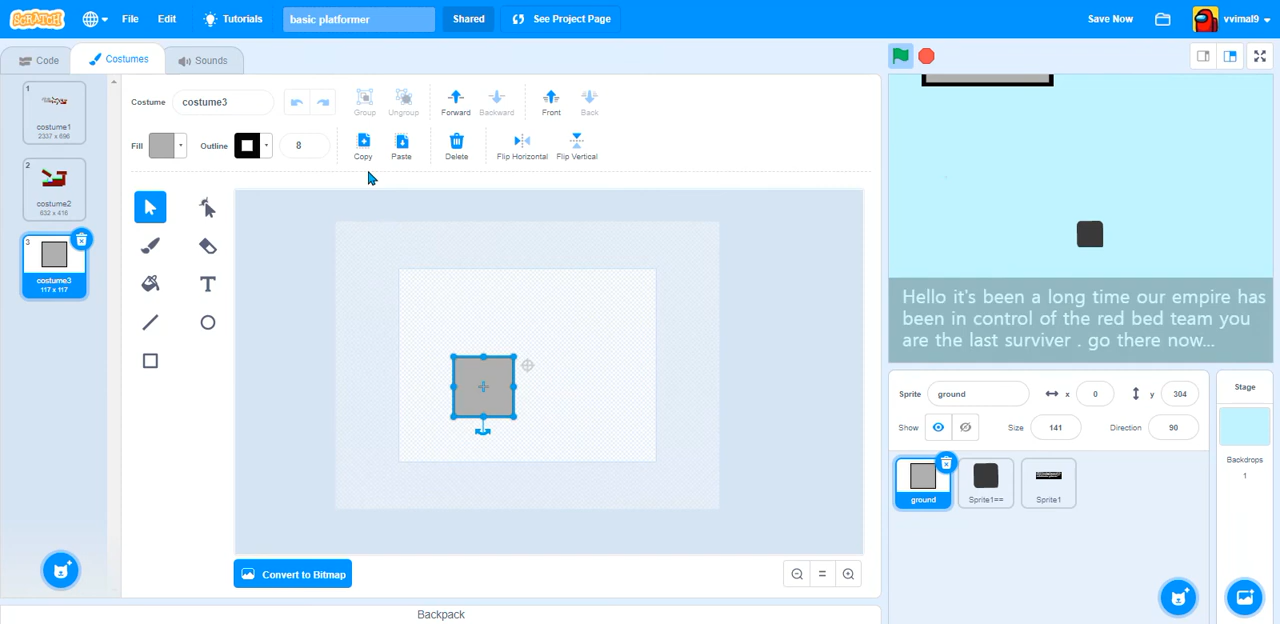 SCRATCH
File
Edit
Tutorials
basic platformer
Shared
See Project Page
Save Now
vvimal9
Code
Costumes
Sounds
1
costume1
2337 x 696
2
costume2
632 x 416
3
costume3
117 x 117
Costume
costume3
Group
Ungroup
Forward
Backward
Front
Back
Fill
Outline
8
Copy
Paste
Delete
Flip Horizontal
Flip Vertical
Convert to Bitmap
Backpack
Hello it's been a long time our empire has
been in control of the red bed team you
are the last surviver . go there now...
Sprite
ground
x
0
y
304
Show
Size
141
Direction
90
ground
Sprite1==
Sprite1
Stage
Backdrops
1